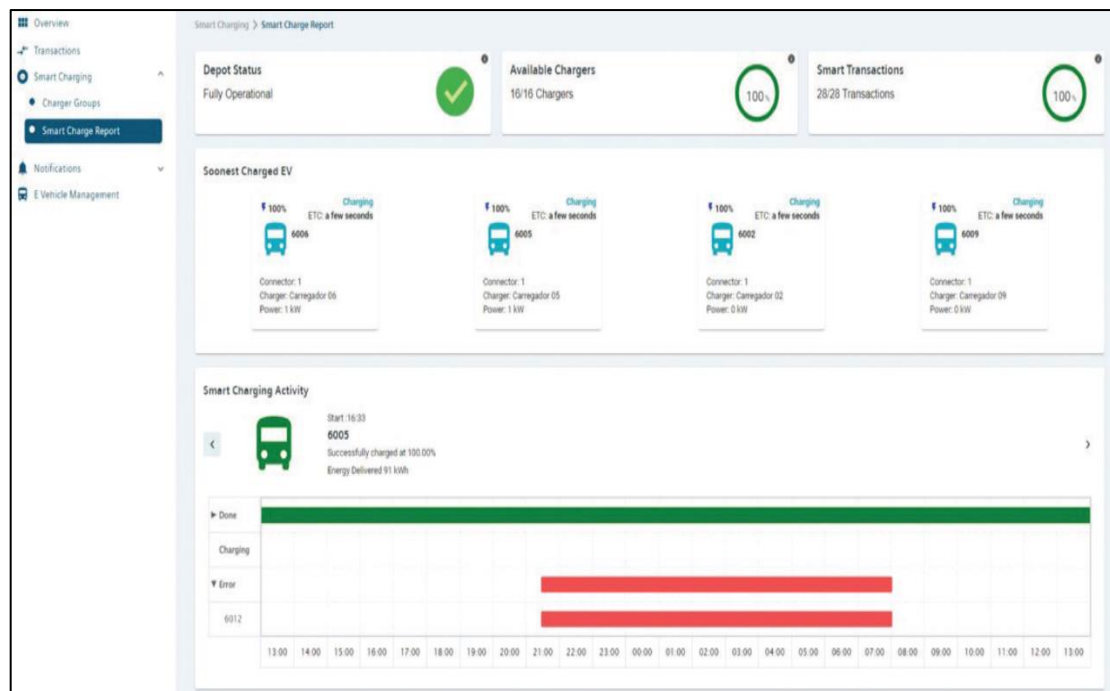 Overview
Transactions
Smart Charging
Charger Groups
Smart Charge Report
Notifications
E Vehicle Management
Smart Charging > Smart Charge Report
Depot Status
Fully Operational
Available Chargers
16/16 Chargers
100%
Smart Transactions
28/28 Transactions
100%
Soonest Charged EV
100%
Charging
ETC: a few seconds
6006
Connector: 1
Charger: Carregador 06
Power: 1 kW
100%
Charging
ETC: a few seconds
6005
Connector: 1
Charger: Carregador 05
Power: 1 kW
100%
Charging
ETC: a few seconds
6002
Connector: 1
Charger: Carregador 02
Power: 0 kW
100%
Charging
ETC: a few seconds
6009
Connector: 1
Charger: Carregador 09
Power: 0 kW
Smart Charging Activity
Start :16:33
6005
Successfully charged at 100.00%
Energy Delivered 91 kWh
Done
Charging
Error
6012
13:00 14:00 15:00 16:00 17:00 18:00 19:00 20:00 21:00 22:00 23:00 00:00 01:00 02:00 03:00 04:00 05:00 06:00 07:00 08:00 09:00 10:00 11:00 12:00 13:00